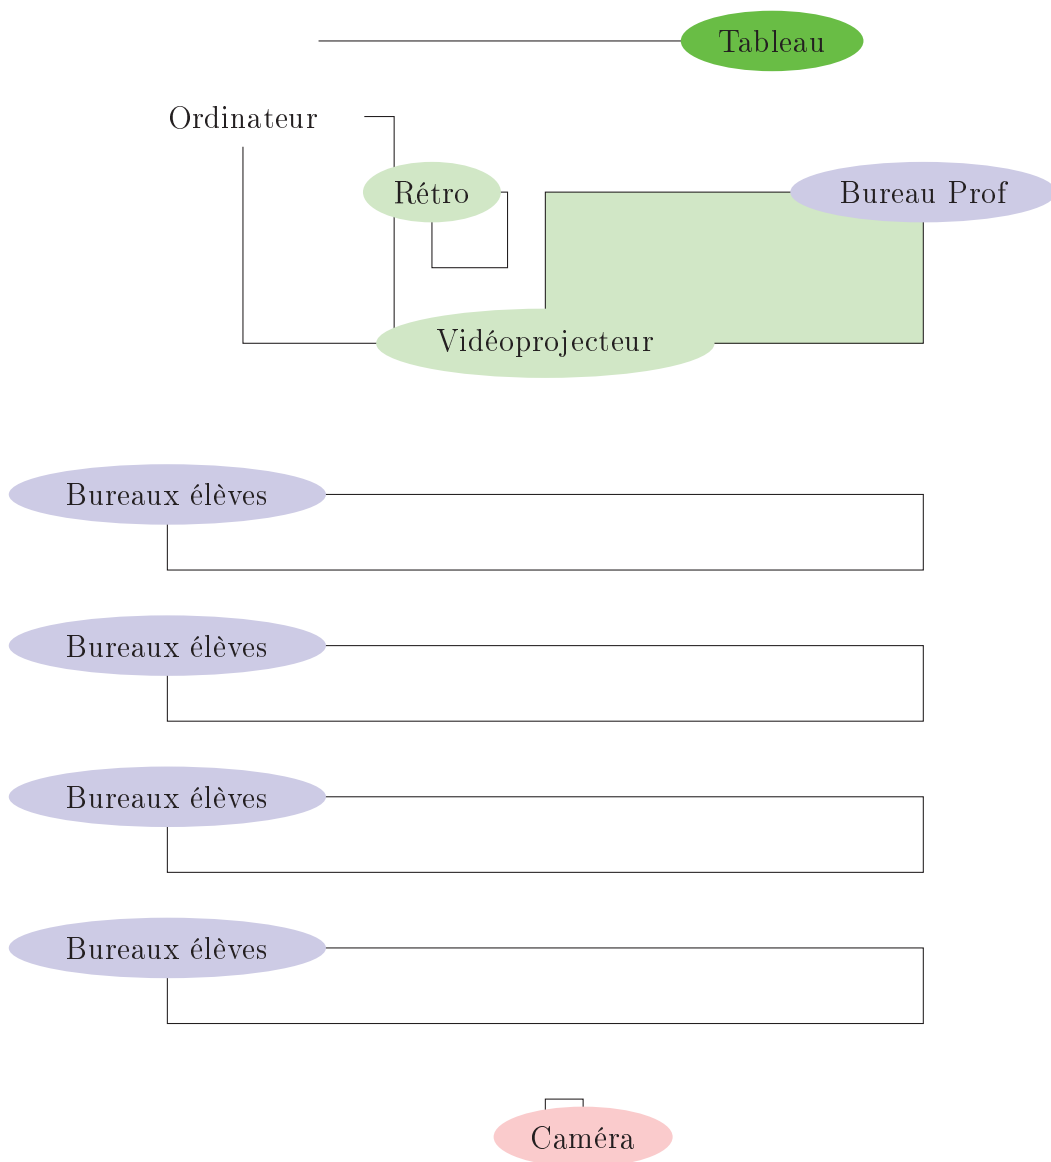 Tableau
Ordinateur
Rétro
Bureau Prof
Vidéoprojecteur
Bureaux élèves
Bureaux élèves
Bureaux élèves
Bureaux élèves
Caméra